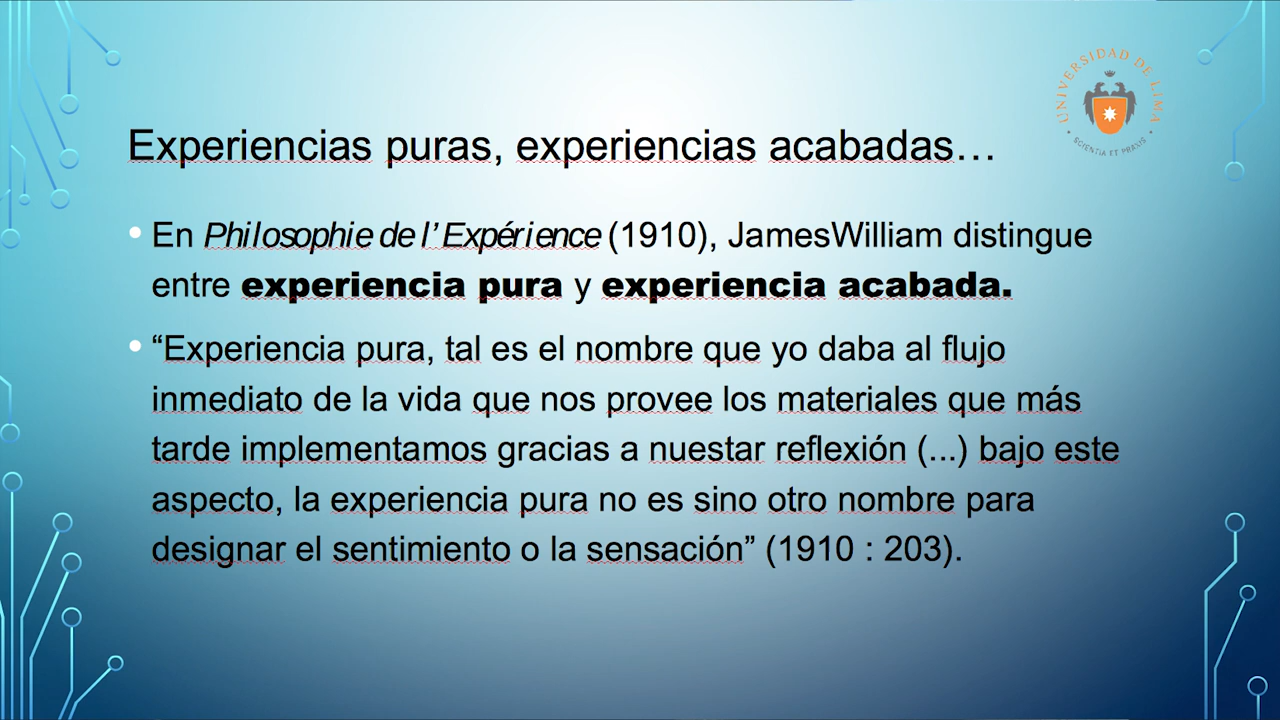 UNIVERSIDAD DE LIMA
SCIENTIA ET PRAXIS
Experiencias puras, experiencias acabadas…
• En Philosophie de l’Expérience (1910), JamesWilliam distingue
entre experiencia pura y experiencia acabada.
• “Experiencia pura, tal es el nombre que yo daba al flujo
inmediato de la vida que nos provee los materiales que más
tarde implementamos gracias a nuestar reflexión (...) bajo este
aspecto, la experiencia pura no es sino otro nombre para
designar el sentimiento o la sensación” (1910 : 203).